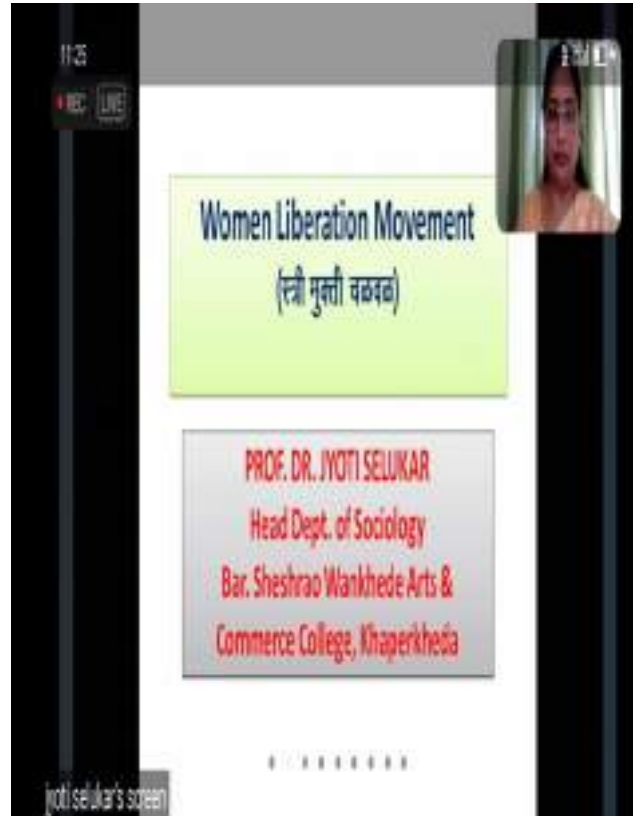 11:25
REC LIVE
Women Liberation Movement
(स्त्री मुक्ती चळवळ)
PROF. DR. JYOTI SELUKAR
Head Dept. of Sociology
Bar. Sheshrao Wankhede Arts &
Commerce College, Khaperkheda
jyoti selukar's screen